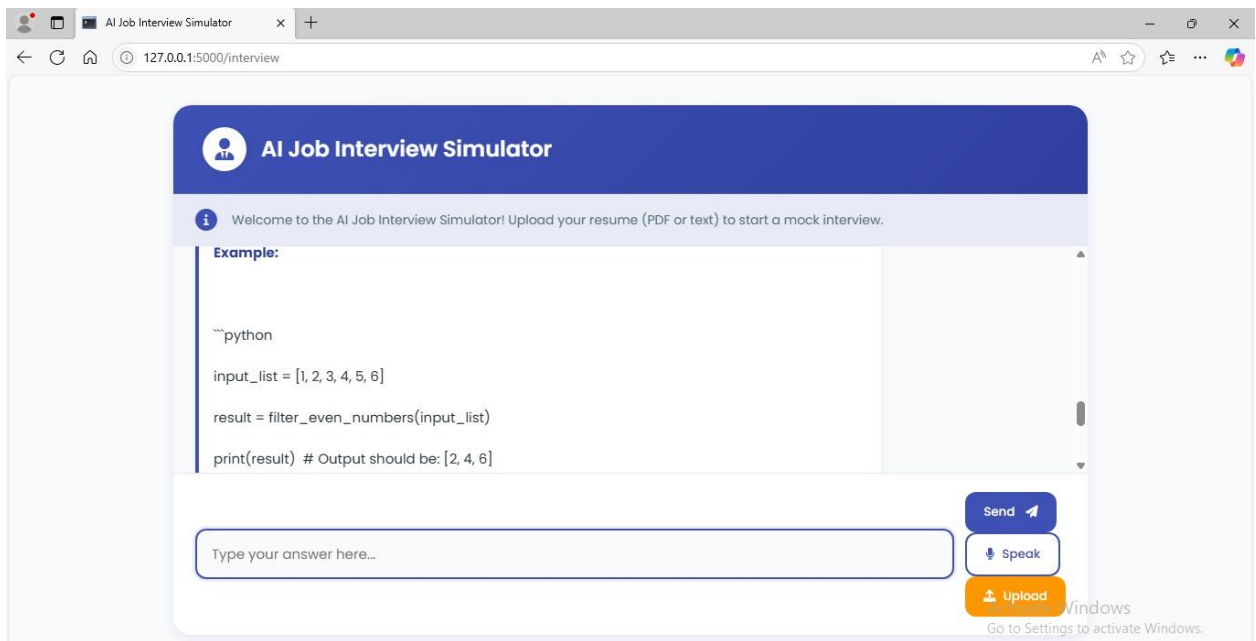 AI Job Interview Simulator
127.0.0.1:5000/interview
AI Job Interview Simulator
Welcome to the AI Job Interview Simulator! Upload your resume (PDF or text) to start a mock interview.
Example:
```python
input_list = [1, 2, 3, 4, 5, 6]
result = filter_even_numbers(input_list)
print(result) # Output should be: [2, 4, 6]
Send
Type your answer here...
Speak
Upload
Windows
Go to Settings to activate Windows.